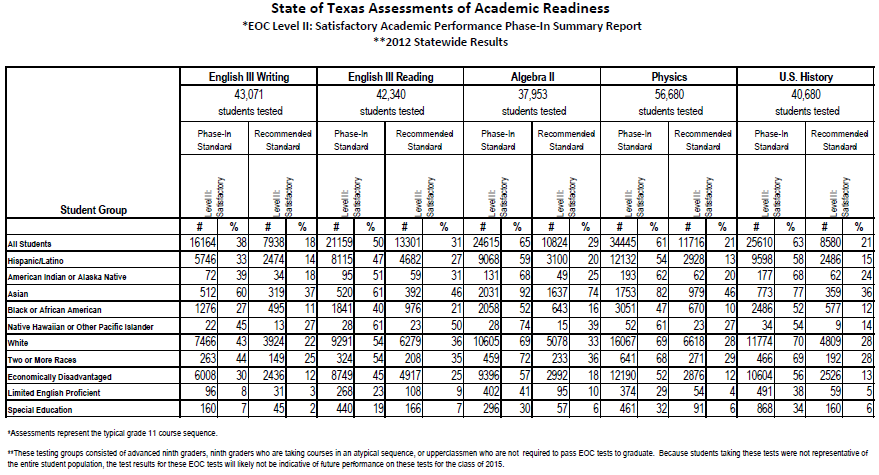 State of Texas Assessments of Academic Readiness
*EOC Level II: Satisfactory Academic Performance Phase-In Summary Report
**2012 Statewide Results
English III Writing English III Reading Algebra II Physics U.S. History
43,071 42,340 37,953 56,680 40,680
students tested students tested students tested students tested students tested
Phase-In Recommended Phase-In Recommended Phase-In Recommended Phase-In Recommended Phase-In Recommended
Standard Standard Standard Standard Standard Standard Standard Standard Standard Standard
Level II: Level II: Level II: Level II: Level II: Level II: Level II: Level II: Level II: Level II:
Satisfactory Satisfactory Satisfactory Satisfactory Satisfactory Satisfactory Satisfactory Satisfactory Satisfactory Satisfactory
Student Group
# % # % # % # % # % # % # % # % # % # %
All Students 16164 38 7938 18 21159 50 13301 31 24615 65 10824 29 34445 61 11716 21 25610 63 8580 21
Hispanic/Latino 5746 33 2474 14 8115 47 4682 27 9068 59 3100 20 12132 54 2928 13 9598 58 2486 15
American Indian or Alaska Native 72 39 34 18 95 51 59 31 131 68 49 25 193 62 62 20 177 68 62 24
Asian 512 60 319 37 520 61 392 46 2031 92 1637 74 1753 82 979 46 773 77 359 36
Black or African American 1276 27 495 11 1841 40 976 21 2058 52 643 16 3051 47 670 10 2486 52 577 12
Native Hawaiian or Other Pacific Islander 22 45 13 27 28 61 23 50 28 74 15 39 52 61 23 27 34 54 9 14
White 7466 43 3924 22 9291 54 6279 36 10605 69 5078 33 16067 69 6618 28 11774 70 4809 28
Two or More Races 263 44 149 25 324 54 208 35 459 72 233 36 641 68 271 29 466 69 192 28
Economically Disadvantaged 6008 30 2436 12 8749 45 4917 25 9396 57 2992 18 12190 52 2876 12 10604 56 2526 13
Limited English Proficient 96 8 31 3 268 23 108 9 402 41 95 10 374 29 54 4 491 38 59 5
Special Education 160 7 45 2 440 19 166 7 296 30 57 6 461 32 91 6 868 34 160 6
*Assessments represent the typical grade 11 course sequence.
**These testing groups consisted of advanced ninth graders, ninth graders who are taking courses in an atypical sequence, or upperclassmen who are not required to pass EOC tests to graduate. Because students taking these tests were not representative of
the entire student population, the test results for these EOC tests will likely not be indicative of future performance on these tests for the class of 2015.